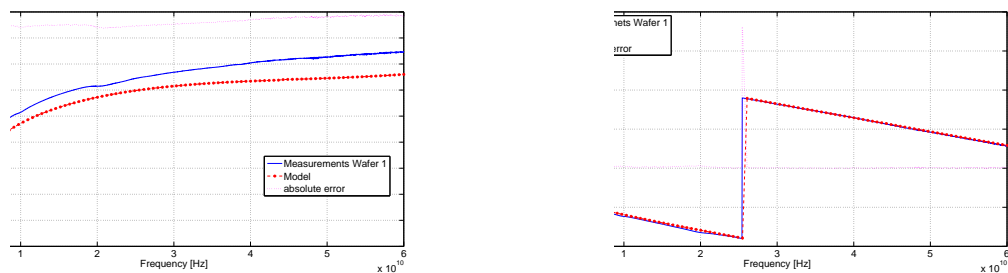 Measurements Wafer 1
Model
absolute error
1
2
3
4
5
6
Frequency [Hz]
x 10^10
nets Wafer 1
error
1
2
3
4
5
6
Frequency [Hz]
x 10^10